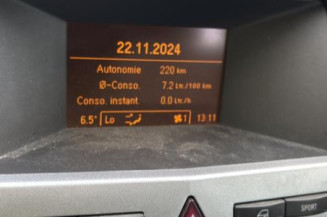 22.11.2024
Autonomie 220 km
Ø-Conso. 7.2 Ltr./100 km
Conso. instant. 0.0 Ltr./h
6.5° Lo 1 13:11
SPORT